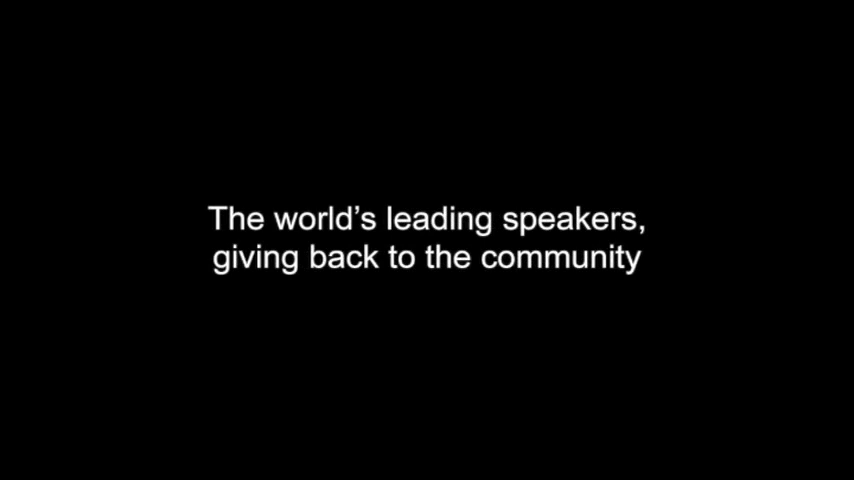 The world’s leading speakers,
giving back to the community